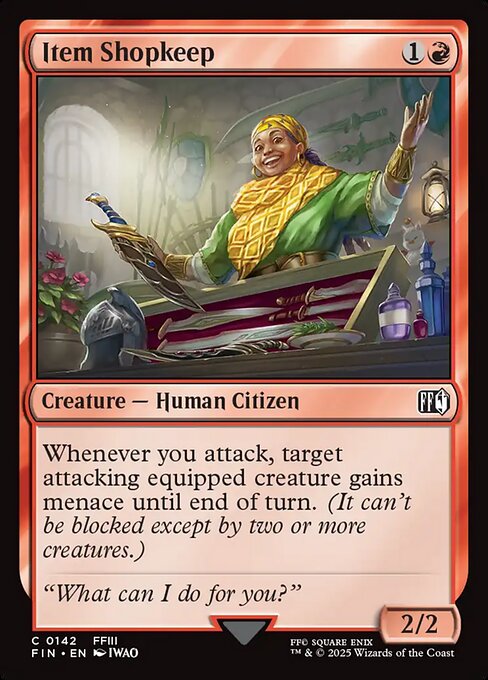 Item Shopkeep
1
Creature — Human Citizen
FF
Whenever you attack, target
attacking equipped creature gains
menace until end of turn. (It can't
be blocked except by two or more
creatures.)
“What can I do for you?”
2/2
C 0142 FFIII
FIN • EN IWAO
FF© SQUARE ENIX
™ & © 2025 Wizards of the Coast